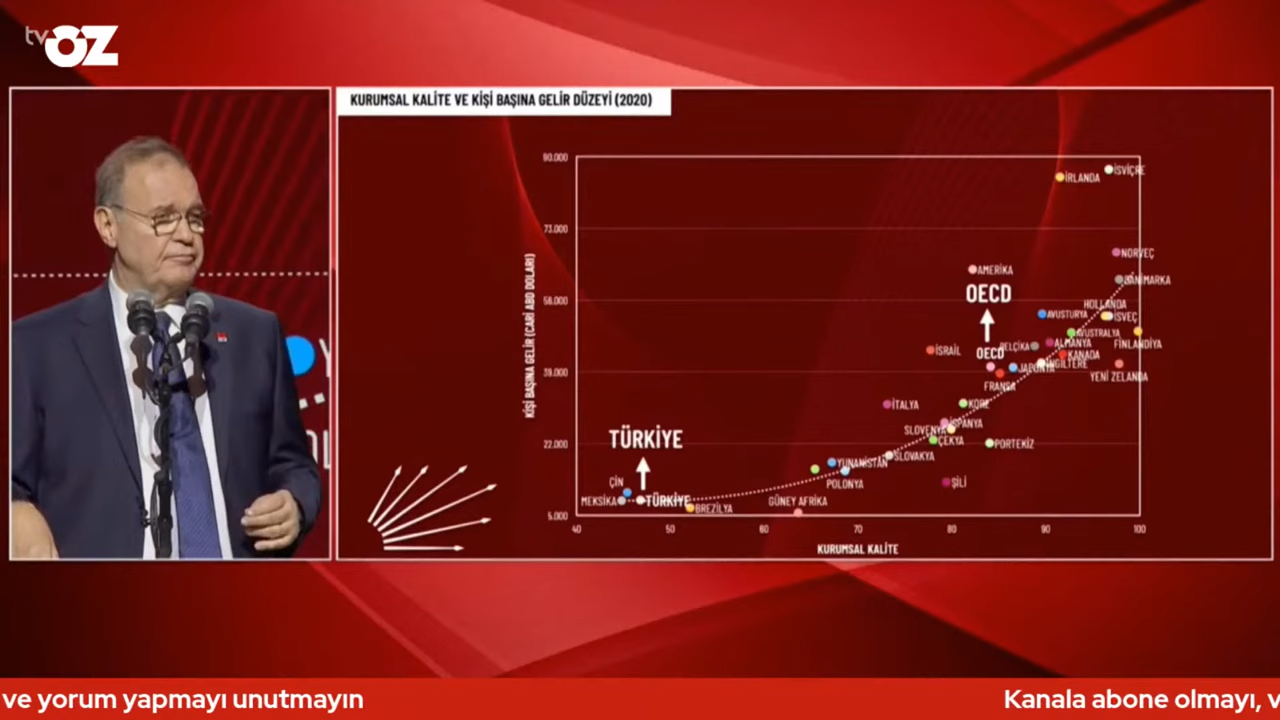 tv
OZ
KURUMSAL KALİTE VE KİŞİ BAŞINA GELİR DÜZEYİ (2020)
90.000
73.000
56.000
39.000
22.000
5.000
KİŞİ BAŞINA GELİR (CARİ ABD DOLARI)
İRLANDA
İSVİÇRE
NORVEÇ
AMERİKA
DANİMARKA
OECD
HOLLANDA
AVUSTURYA
İSVEÇ
AVUSTRALYA
BELÇİKA
ALMANYA
FİNLANDİYA
İSRAİL
OECD
KANADA
İNGİLTERE
JAPONYA
YENİ ZELANDA
FRANSA
İTALYA
KORE
İSPANYA
SLOVENYA
TÜRKİYE
ÇEKYA
PORTEKİZ
SLOVAKYA
YUNANİSTAN
POLONYA
ÇİN
ŞİLİ
MEKSİKA
TÜRKİYE
BREZİLYA
GÜNEY AFRİKA
40
50
60
70
80
90
100
KURUMSAL KALİTE
ve yorum yapmayı unutmayın
Kanala abone olmayı, v